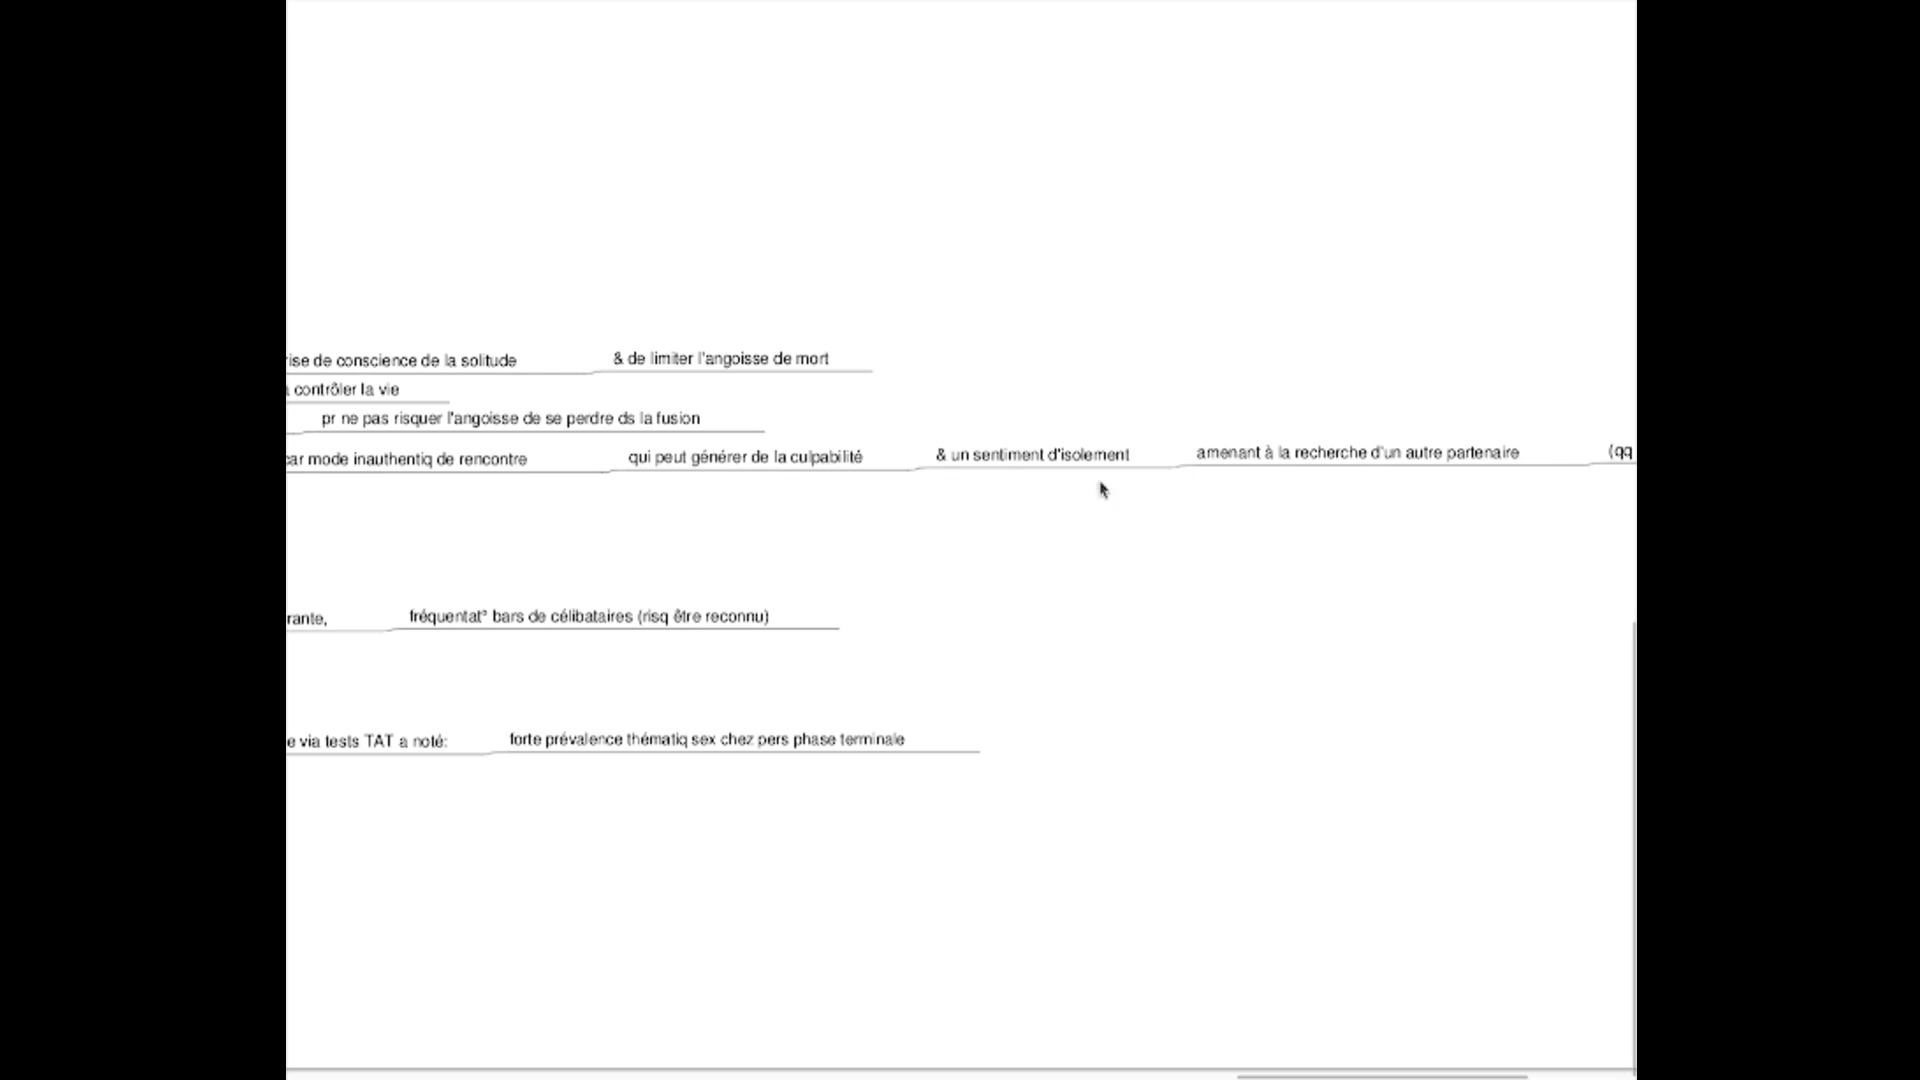 rise de conscience de la solitude & de limiter l'angoisse de mort
à contrôler la vie
pr ne pas risquer l'angoisse de se perdre ds la fusion
car mode inauthentiq de rencontre qui peut générer de la culpabilité & un sentiment d'isolement amenant à la recherche d'un autre partenaire (qq
rante, fréquentat° bars de célibataires (risq être reconnu)
e via tests TAT a noté: forte prévalence thématiq sex chez pers phase terminale